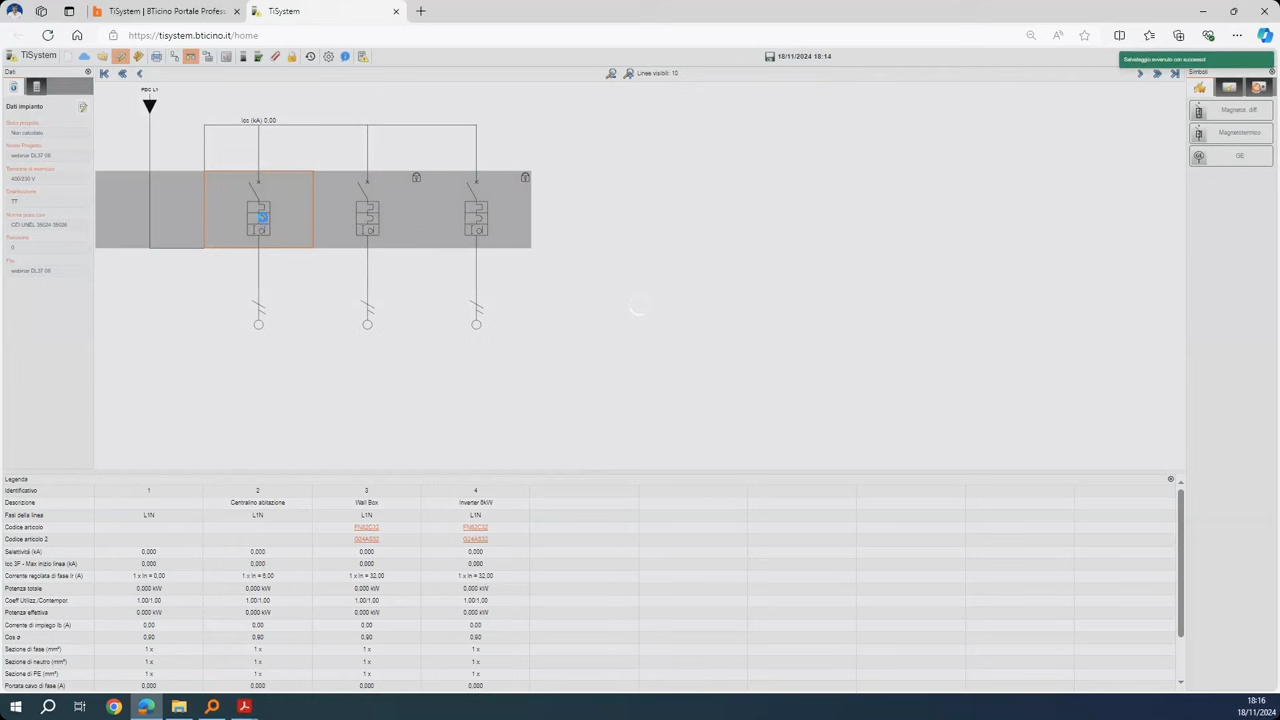 TiSystem | BTicino Portale Profess
TiSystem
https://tisystem.bticino.it/home
TiSystem
18/11/2024 18:14
Salvataggio avvenuto con successo!
Dati
Linee visibili: 10
Simboli
Dati impianto
Stato progetto
Non calcolato
Nome Progetto
webinar DL37 08
Tensione di esercizio
400/230 V
Distribuzione
TT
Norma posa cavi
CEI UNEL 35024-35026
Revisione
0
File
webinar DL37 08
PDC L1
Icc (kA) 0,00
Magnetot. diff.
Magnetotermico
GE
GE
Legenda
Identificativo 1 2 3 4
Descrizione Centralino abitazione Wall Box Inverter 6kW
Fasi della linea L1N L1N L1N L1N
Codice articolo FN82C32 FN82C32
Codice articolo 2 G24AS32 G24AS32
Selettività (kA) 0,000 0,000 0,000 0,000
Icc 3F - Max inizio linea (kA) 0,000 0,000 0,000 0,000
Corrente regolata di fase Ir (A) 1 x In = 0,00 1 x In = 6,00 1 x In = 32,00 1 x In = 32,00
Potenza totale 0,000 kW 0,000 kW 0,000 kW 0,000 kW
Coeff Utilizz./Contempor. 1.00/1,00 1.00/1,00 1.00/1,00 1.00/1,00
Potenza effettiva 0,000 kW 0,000 kW 0,000 kW 0,000 kW
Corrente di impiego Ib (A) 0,00 0,00 0,00 0,00
Cos ø 0,90 0,90 0,90 0,90
Sezione di fase (mm²) 1 x 1 x 1 x 1 x
Sezione di neutro (mm²) 1 x 1 x 1 x 1 x
Sezione di PE (mm²) 1 x 1 x 1 x 1 x
Portata cavo di fase (A) 0,000 0,000 0,000 0,000
18:16
18/11/2024